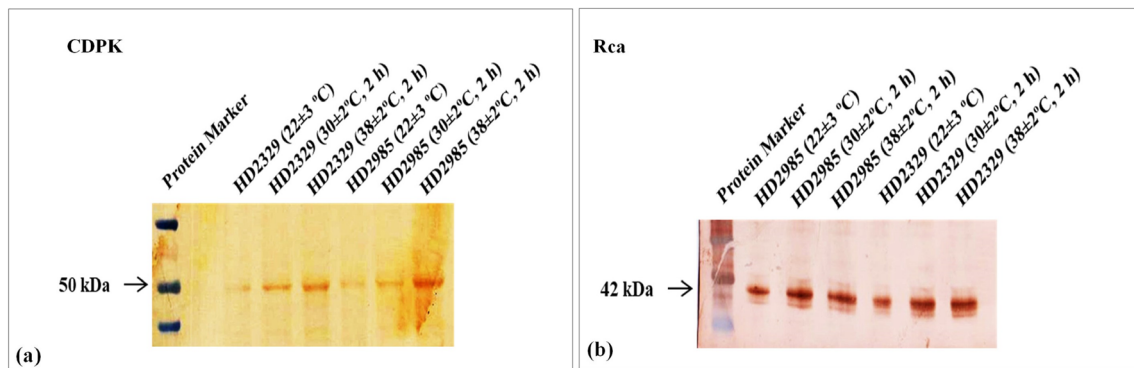 CDPK
Protein Marker
HD2329 (22±3 ºC)
HD2329 (30±2ºC, 2 h)
HD2329 (38±2ºC, 2 h)
HD2985 (22±3 ºC)
HD2985 (30±2ºC, 2 h)
HD2985 (38±2ºC, 2 h)
50 kDa
(a)
Rca
Protein Marker
HD2985 (22±3 ºC)
HD2985 (30±2ºC, 2 h)
HD2985 (38±2ºC, 2 h)
HD2329 (22±3 ºC)
HD2329 (30±2ºC, 2 h)
HD2329 (38±2ºC, 2 h)
42 kDa
(b)